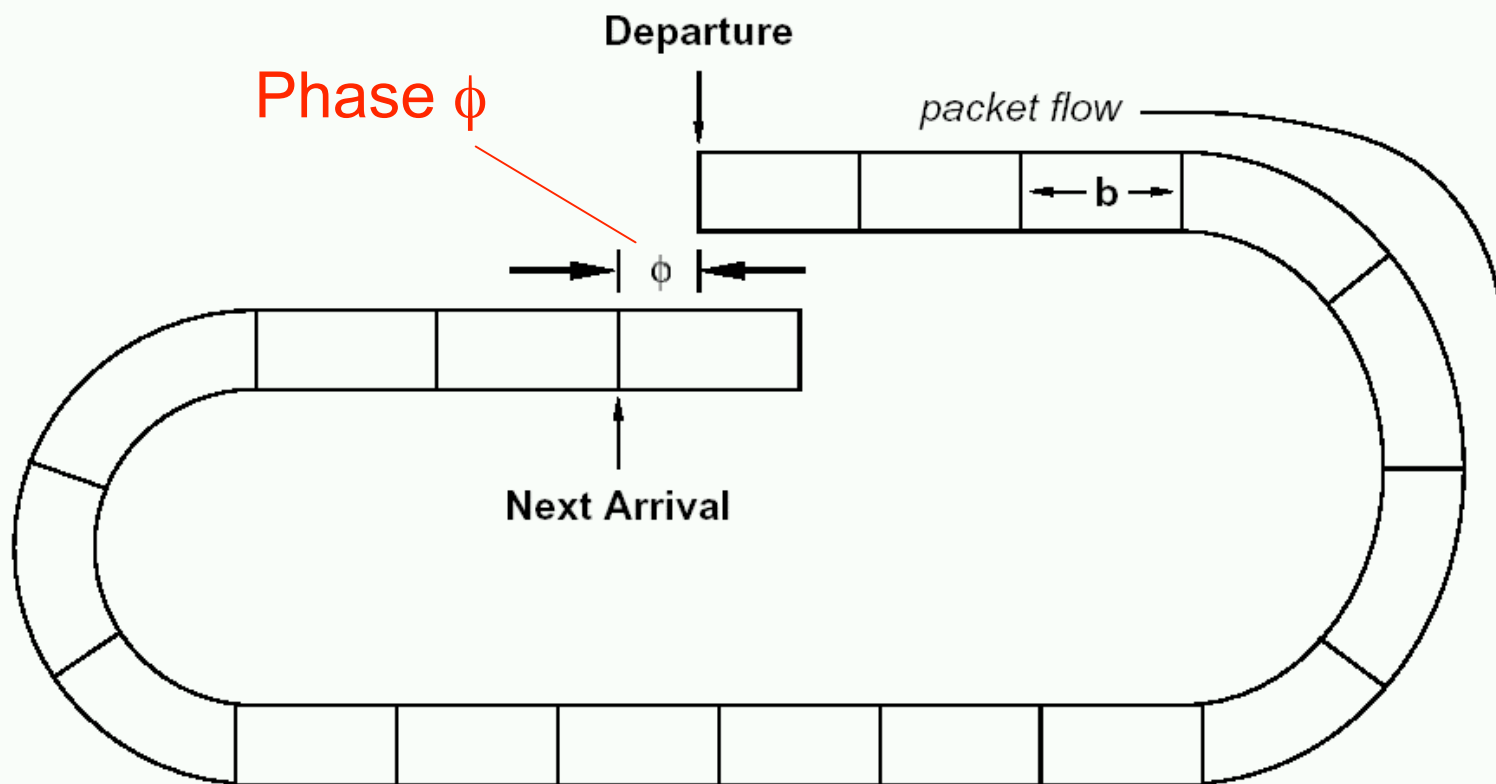 Departure
Phase ϕ
packet flow
b
ϕ
Next Arrival